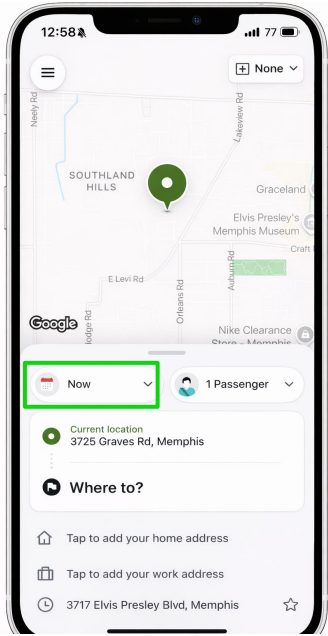 12:58
77
None
Neely Rd
Lakeview Rd
SOUTHLAND
HILLS
Graceland
Elvis Presley's
Memphis Museum
Craft
E Levi Rd
Auburn Rd
Orleans Rd
Google
Nike Clearance
Store - Memphis
Now
1 Passenger
Current location
3725 Graves Rd, Memphis
Where to?
Tap to add your home address
Tap to add your work address
3717 Elvis Presley Blvd, Memphis